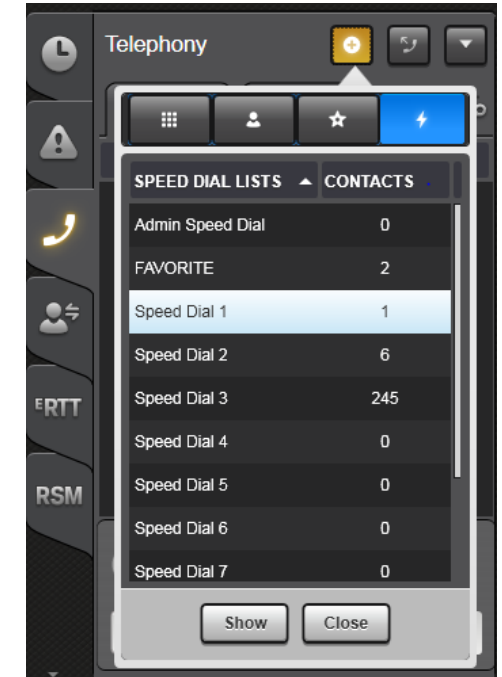 Telephony
SPEED DIAL LISTS CONTACTS
Admin Speed Dial 0
FAVORITE 2
Speed Dial 1 1
Speed Dial 2 6
Speed Dial 3 245
Speed Dial 4 0
Speed Dial 5 0
Speed Dial 6 0
Speed Dial 7 0
ERTT
RSM
Show Close